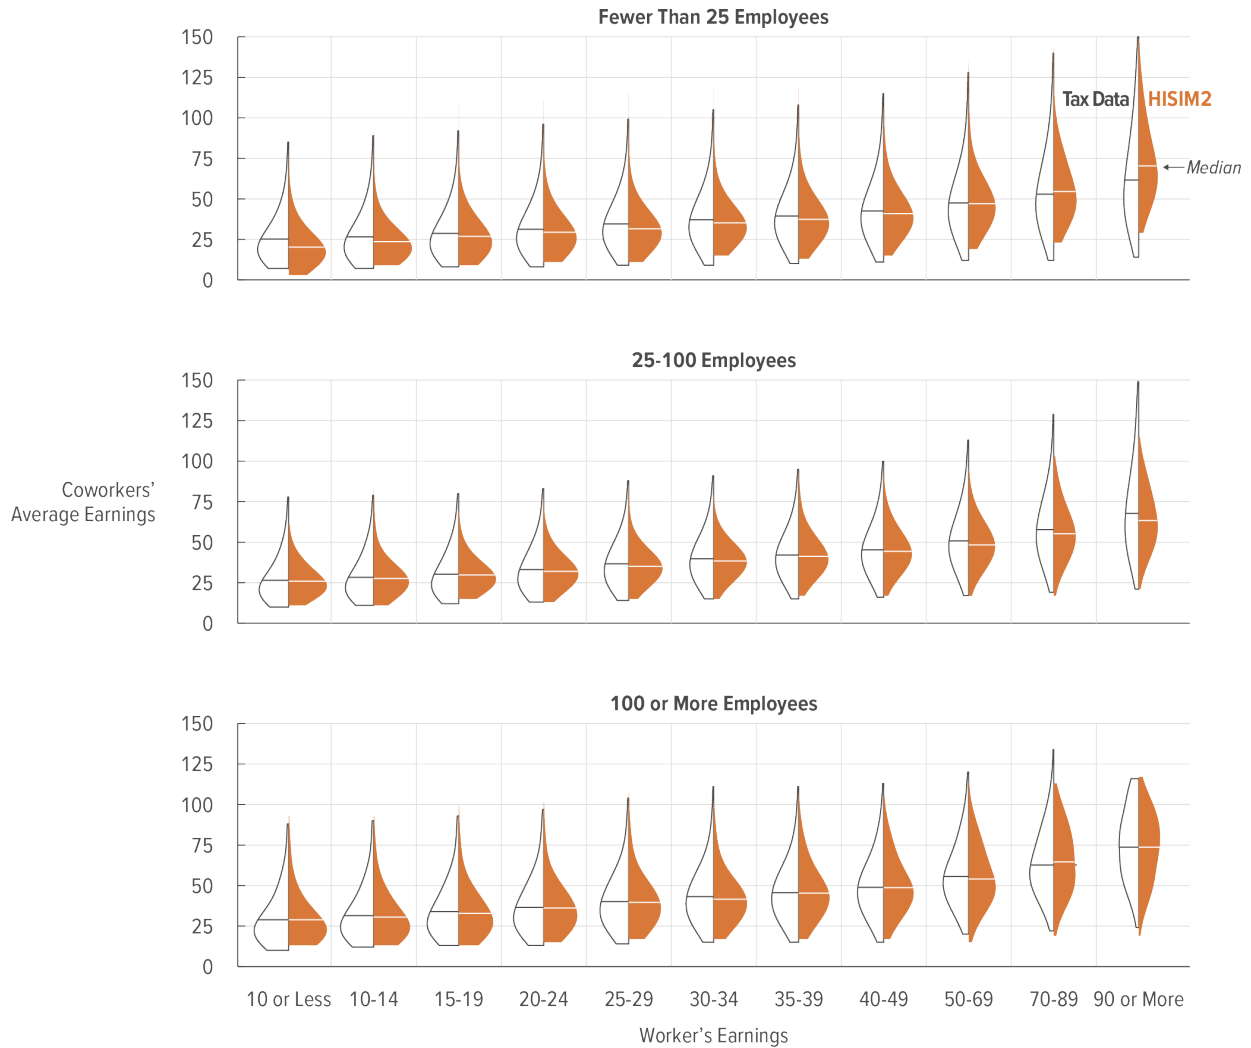 Fewer Than 25 Employees
150
125
100
75
50
25
0
Tax Data HISIM2
Median
25-100 Employees
150
125
100
75
50
25
0
Coworkers’
Average Earnings
100 or More Employees
150
125
100
75
50
25
0
10 or Less 10-14 15-19 20-24 25-29 30-34 35-39 40-49 50-69 70-89 90 or More
Worker’s Earnings